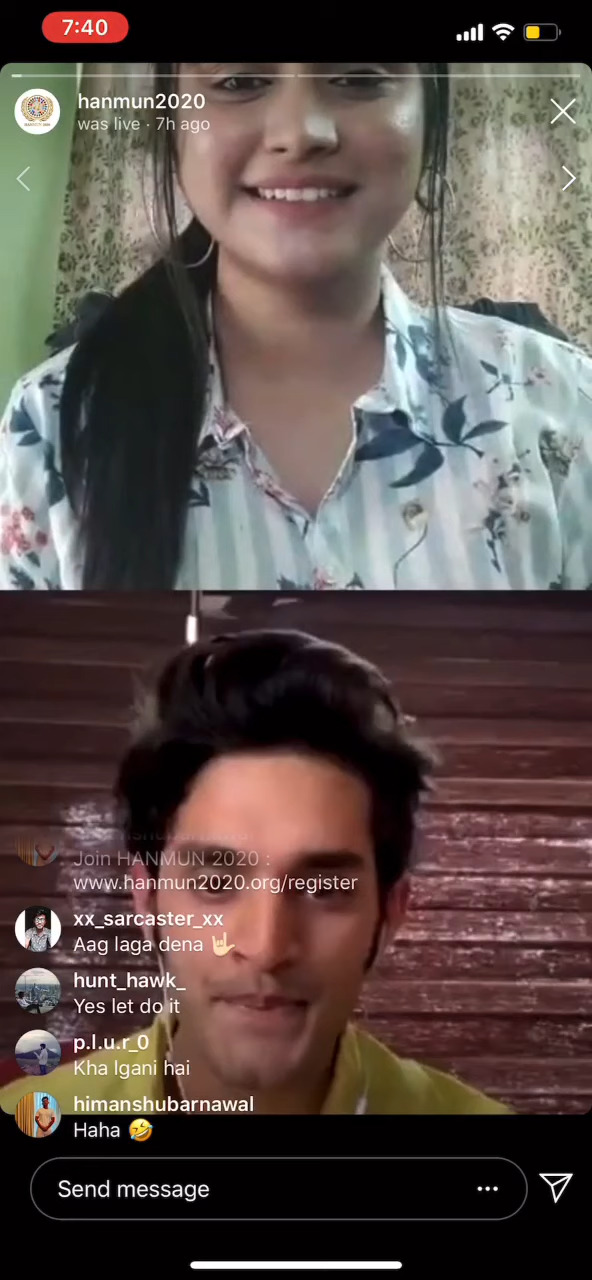 7:40
hanmun2020
was live · 7h ago
Join HANMUN 2020 :
www.hanmun2020.org/register
xx_sarcaster_xx
Aag laga dena 🤟🏻
hunt_hawk_
Yes let do it
p.l.u.r_0
Kha lgani hai
himanshubarnawal
Haha 🤣
Send message